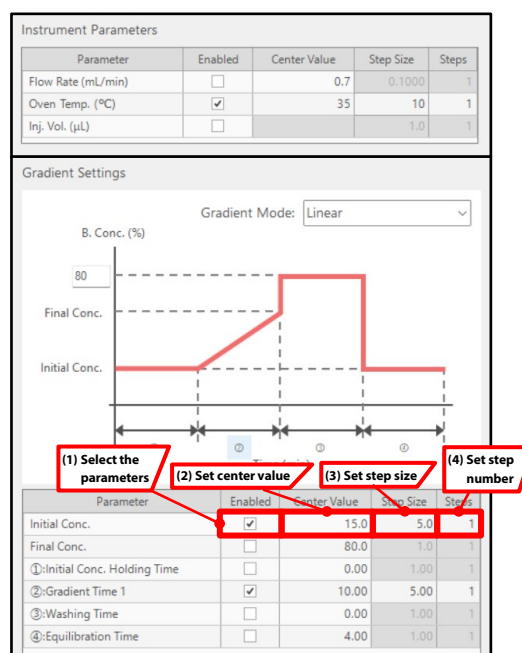 Instrument Parameters
Parameter Enabled Center Value Step Size Steps
Flow Rate (mL/min) 0.7 0.1000 1
Oven Temp. (ºC) 35 10 1
Inj. Vol. (µL) 1.0 1
Gradient Settings
Gradient Mode: Linear
B. Conc. (%)
80
Final Conc.
Initial Conc.
② ③ ④
(1) Select the parameters
(2) Set center value
(3) Set step size
(4) Set step number
Parameter Enabled Center Value Step Size Steps
Initial Conc. 15.0 5.0 1
Final Conc. 80.0 1.0 1
①:Initial Conc. Holding Time 0.00 1.00 1
②:Gradient Time 1 10.00 5.00 1
③:Washing Time 0.00 1.00 1
④:Equilibration Time 4.00 1.00 1